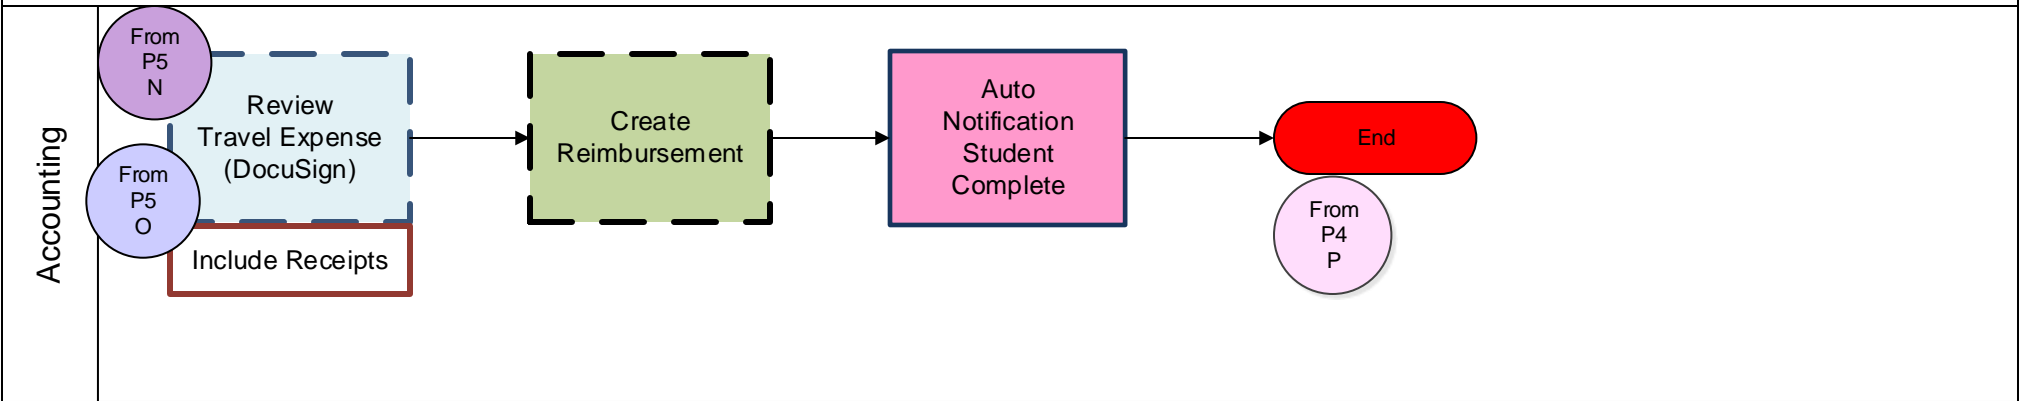 Accounting
From
P5
N
From
P5
O
Review
Travel Expense
(DocuSign)
Include Receipts
Create
Reimbursement
Auto
Notification
Student
Complete
End
From
P4
P